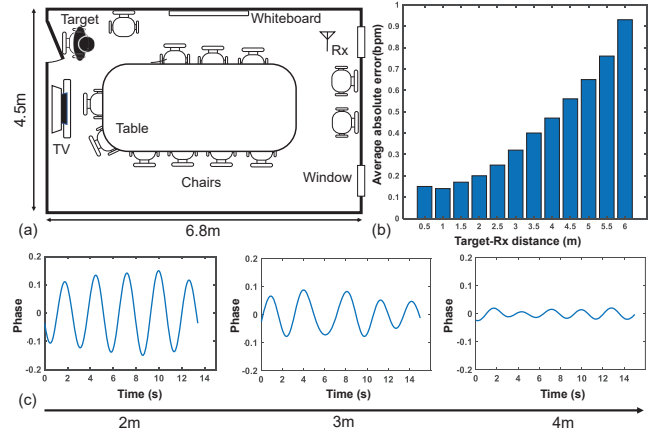 Target
Whiteboard
Rx
4.5m
Table
TV
Chairs
Window
(a)
6.8m
Average absolute error(bpm)
1
0.9
0.8
0.7
0.6
0.5
0.4
0.3
0.2
0.1
0
0.5 1 1.5 2 2.5 3 3.5 4 4.5 5 5.5 6
(b)
Target-Rx distance (m)
Phase
0.2
0.1
0
-0.1
-0.2
0 2 4 6 8 10 12 14
Time (s)
Phase
0.2
0.1
0
-0.1
-0.2
0 2 4 6 8 10 12 14
Time (s)
Phase
0.2
0.1
0
-0.1
-0.2
0 2 4 6 8 10 12 14
Time (s)
(c)
2m 3m 4m